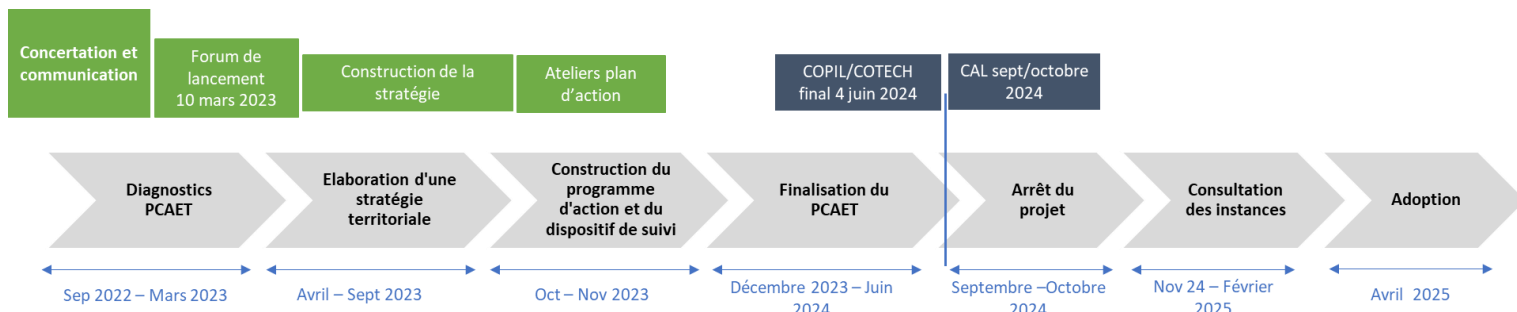 Concertation et
communication
Forum de
lancement
10 mars 2023
Construction de la
stratégie
Ateliers plan
d'action
COPIL/COTECH
final 4 juin 2024
CAL sept/octobre
2024
Diagnostics
PCAET
Elaboration d'une
stratégie
territoriale
Construction du
programme
d'action et du
dispositif de suivi
Finalisation du
PCAET
Arrêt du
projet
Consultation
des instances
Adoption
Sep 2022 – Mars 2023
Avril – Sept 2023
Oct – Nov 2023
Décembre 2023 – Juin
2024
Septembre –Octobre
2024
Nov 24 – Février
2025
Avril 2025